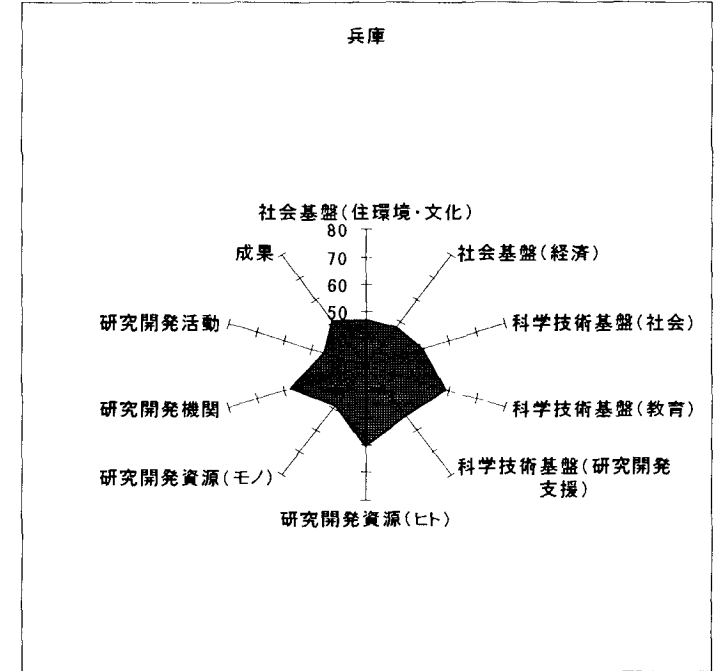 兵庫
社会基盤(住環境・文化)
80
70
60
50
成果
社会基盤(経済)
研究開発活動
科学技術基盤(社会)
研究開発機関
科学技術基盤(教育)
研究開発資源(モノ)
科学技術基盤(研究開発
支援)
研究開発資源(ヒト)